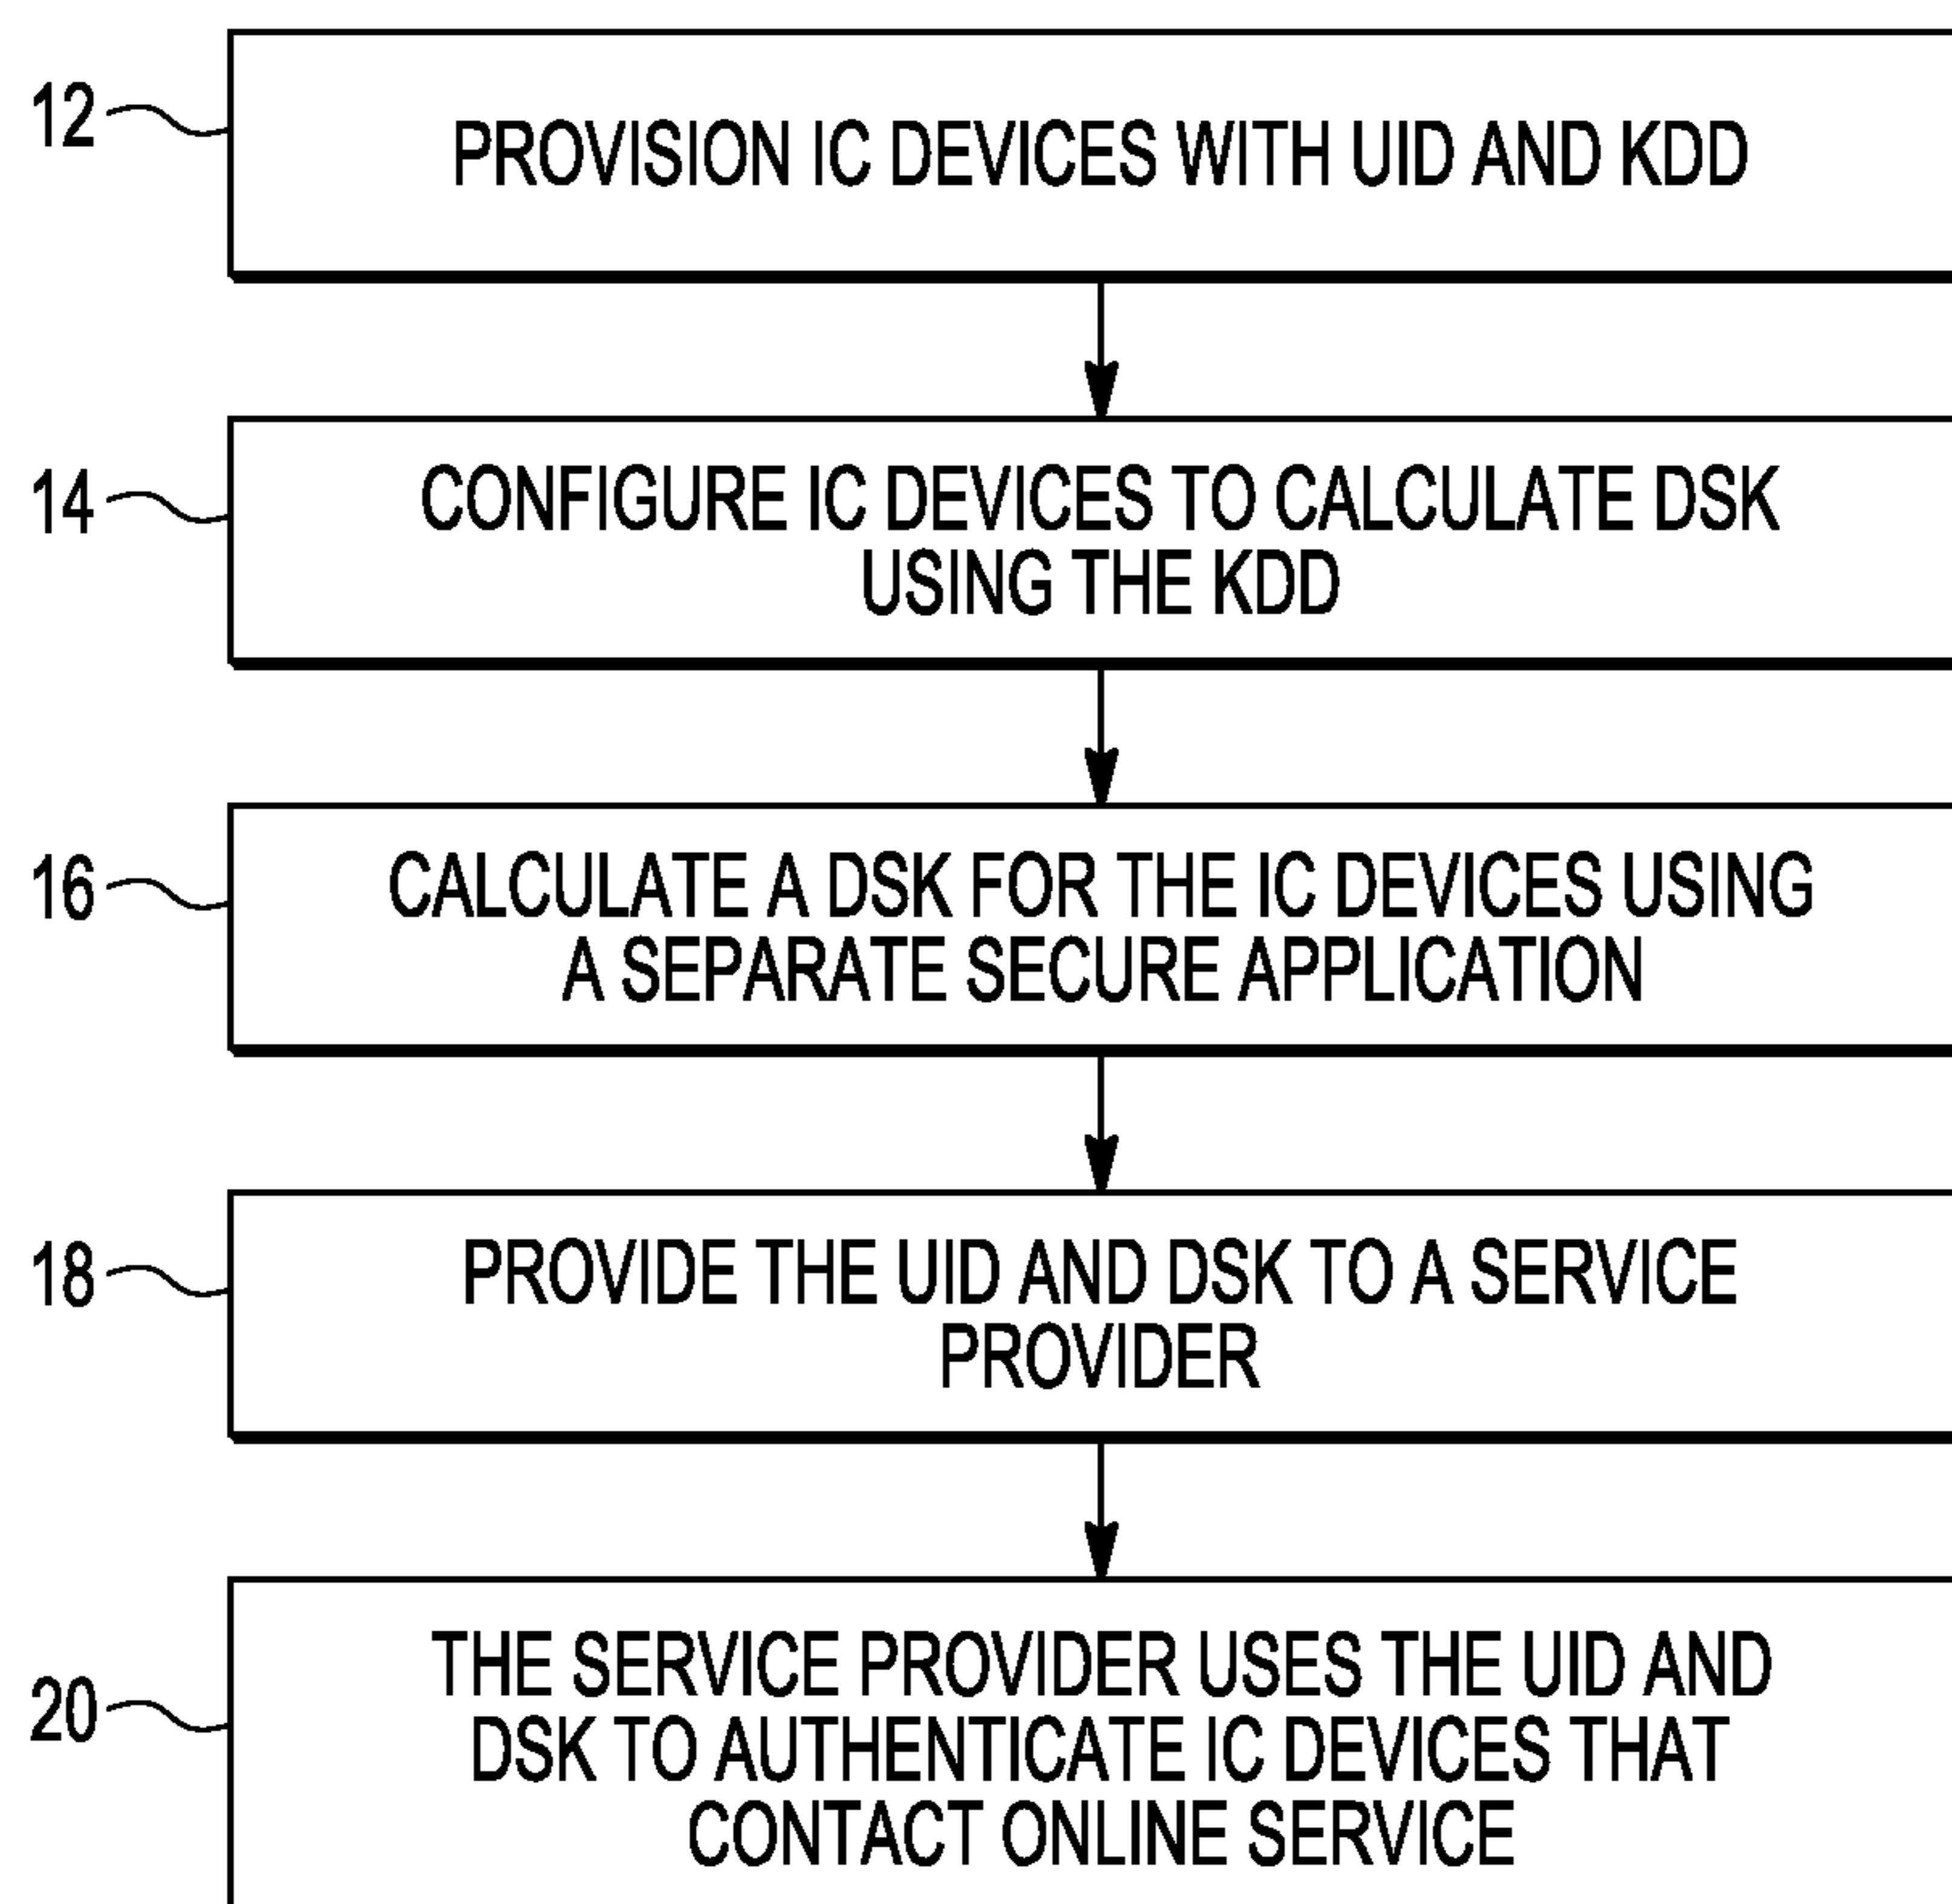 12
PROVISION IC DEVICES WITH UID AND KDD
14
CONFIGURE IC DEVICES TO CALCULATE DSK
USING THE KDD
16
CALCULATE A DSK FOR THE IC DEVICES USING
A SEPARATE SECURE APPLICATION
18
PROVIDE THE UID AND DSK TO A SERVICE
PROVIDER
20
THE SERVICE PROVIDER USES THE UID AND
DSK TO AUTHENTICATE IC DEVICES THAT
CONTACT ONLINE SERVICE